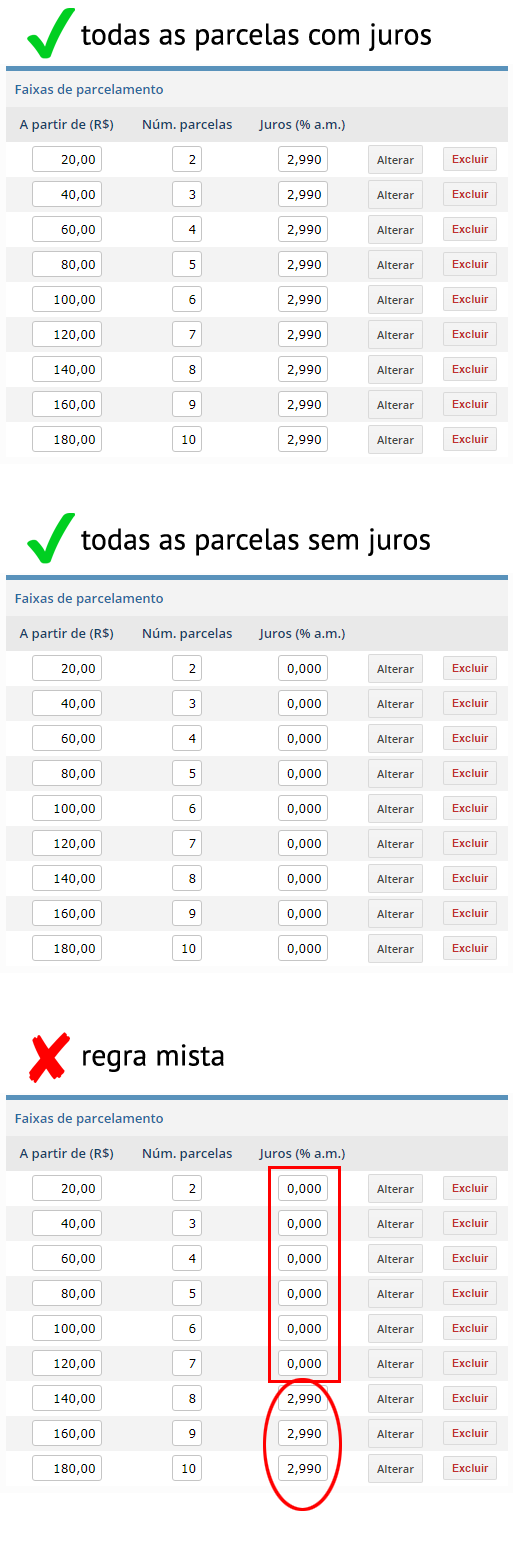 todas as parcelas com juros
Faixas de parcelamento
A partir de (R$) Núm. parcelas Juros (% a.m.)
20,00 2 2,990 Alterar Excluir
40,00 3 2,990 Alterar Excluir
60,00 4 2,990 Alterar Excluir
80,00 5 2,990 Alterar Excluir
100,00 6 2,990 Alterar Excluir
120,00 7 2,990 Alterar Excluir
140,00 8 2,990 Alterar Excluir
160,00 9 2,990 Alterar Excluir
180,00 10 2,990 Alterar Excluir
todas as parcelas sem juros
Faixas de parcelamento
A partir de (R$) Núm. parcelas Juros (% a.m.)
20,00 2 0,000 Alterar Excluir
40,00 3 0,000 Alterar Excluir
60,00 4 0,000 Alterar Excluir
80,00 5 0,000 Alterar Excluir
100,00 6 0,000 Alterar Excluir
120,00 7 0,000 Alterar Excluir
140,00 8 0,000 Alterar Excluir
160,00 9 0,000 Alterar Excluir
180,00 10 0,000 Alterar Excluir
regra mista
Faixas de parcelamento
A partir de (R$) Núm. parcelas Juros (% a.m.)
20,00 2 0,000 Alterar Excluir
40,00 3 0,000 Alterar Excluir
60,00 4 0,000 Alterar Excluir
80,00 5 0,000 Alterar Excluir
100,00 6 0,000 Alterar Excluir
120,00 7 0,000 Alterar Excluir
140,00 8 2,990 Alterar Excluir
160,00 9 2,990 Alterar Excluir
180,00 10 2,990 Alterar Excluir